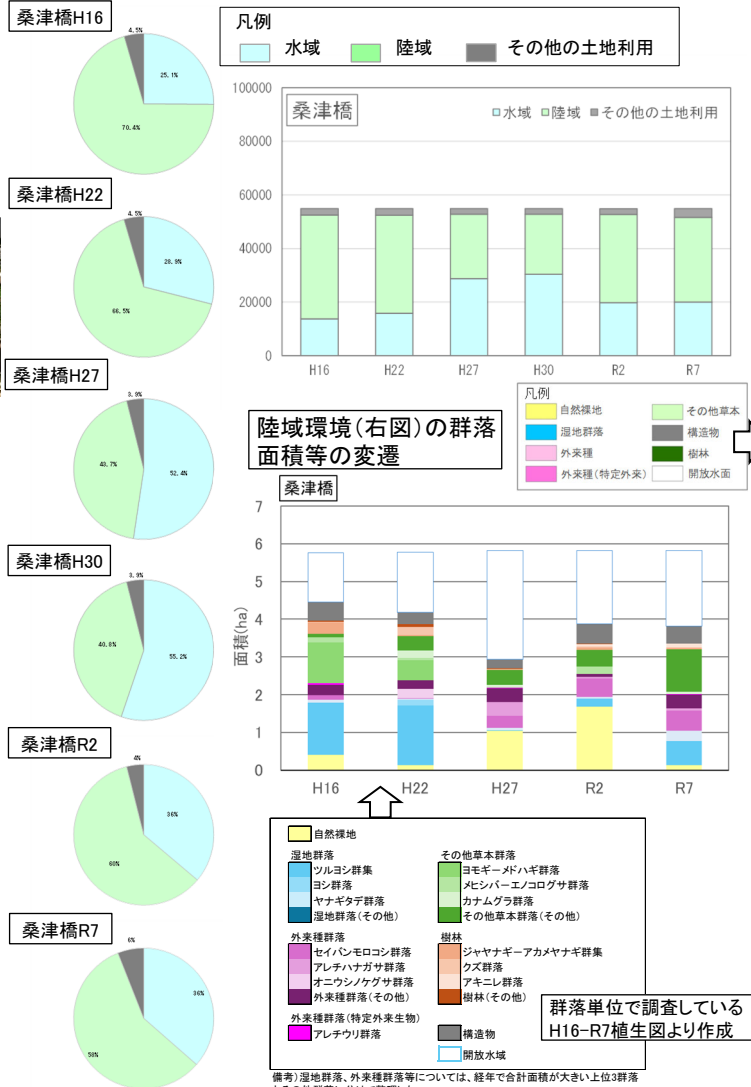 桑津橋H16
4.5%
25.1%
70.4%
桑津橋H22
4.5%
28.9%
66.5%
桑津橋H27
3.9%
43.7%
52.4%
桑津橋H30
3.9%
40.8%
55.2%
桑津橋R2
4%
36%
60%
桑津橋R7
6%
36%
58%
凡例
水域 陸域 その他の土地利用
桑津橋
水域 陸域 その他の土地利用
100000
80000
60000
40000
20000
0
H16 H22 H27 H30 R2 R7
凡例
自然裸地 その他草本
湿地群落 構造物
外来種 樹林
外来種(特定外来) 開放水面
陸域環境(右図)の群落
面積等の変遷
桑津橋
面積(ha)
7
6
5
4
3
2
1
0
H16 H22 H27 R2 R7
自然裸地
湿地群落
ツルヨシ群集
ヨシ群落
ヤナギタデ群落
湿地群落(その他)
外来種群落
セイバンモロコシ群落
アレチハナガサ群落
オニウシノケグサ群落
外来種群落(その他)
外来種群落(特定外来生物)
アレチウリ群落
その他草本群落
ヨモギーメドハギ群落
メヒシバーエノコログサ群落
カナムグラ群落
その他草本群落(その他)
樹林
ジャヤナギーアカメヤナギ群集
クズ群落
アキニレ群落
樹林(その他)
構造物
開放水域
群落単位で調査している
H16-R7植生図より作成
備考)湿地群落、外来種群落等については、経年で合計面積が大きい上位3群落